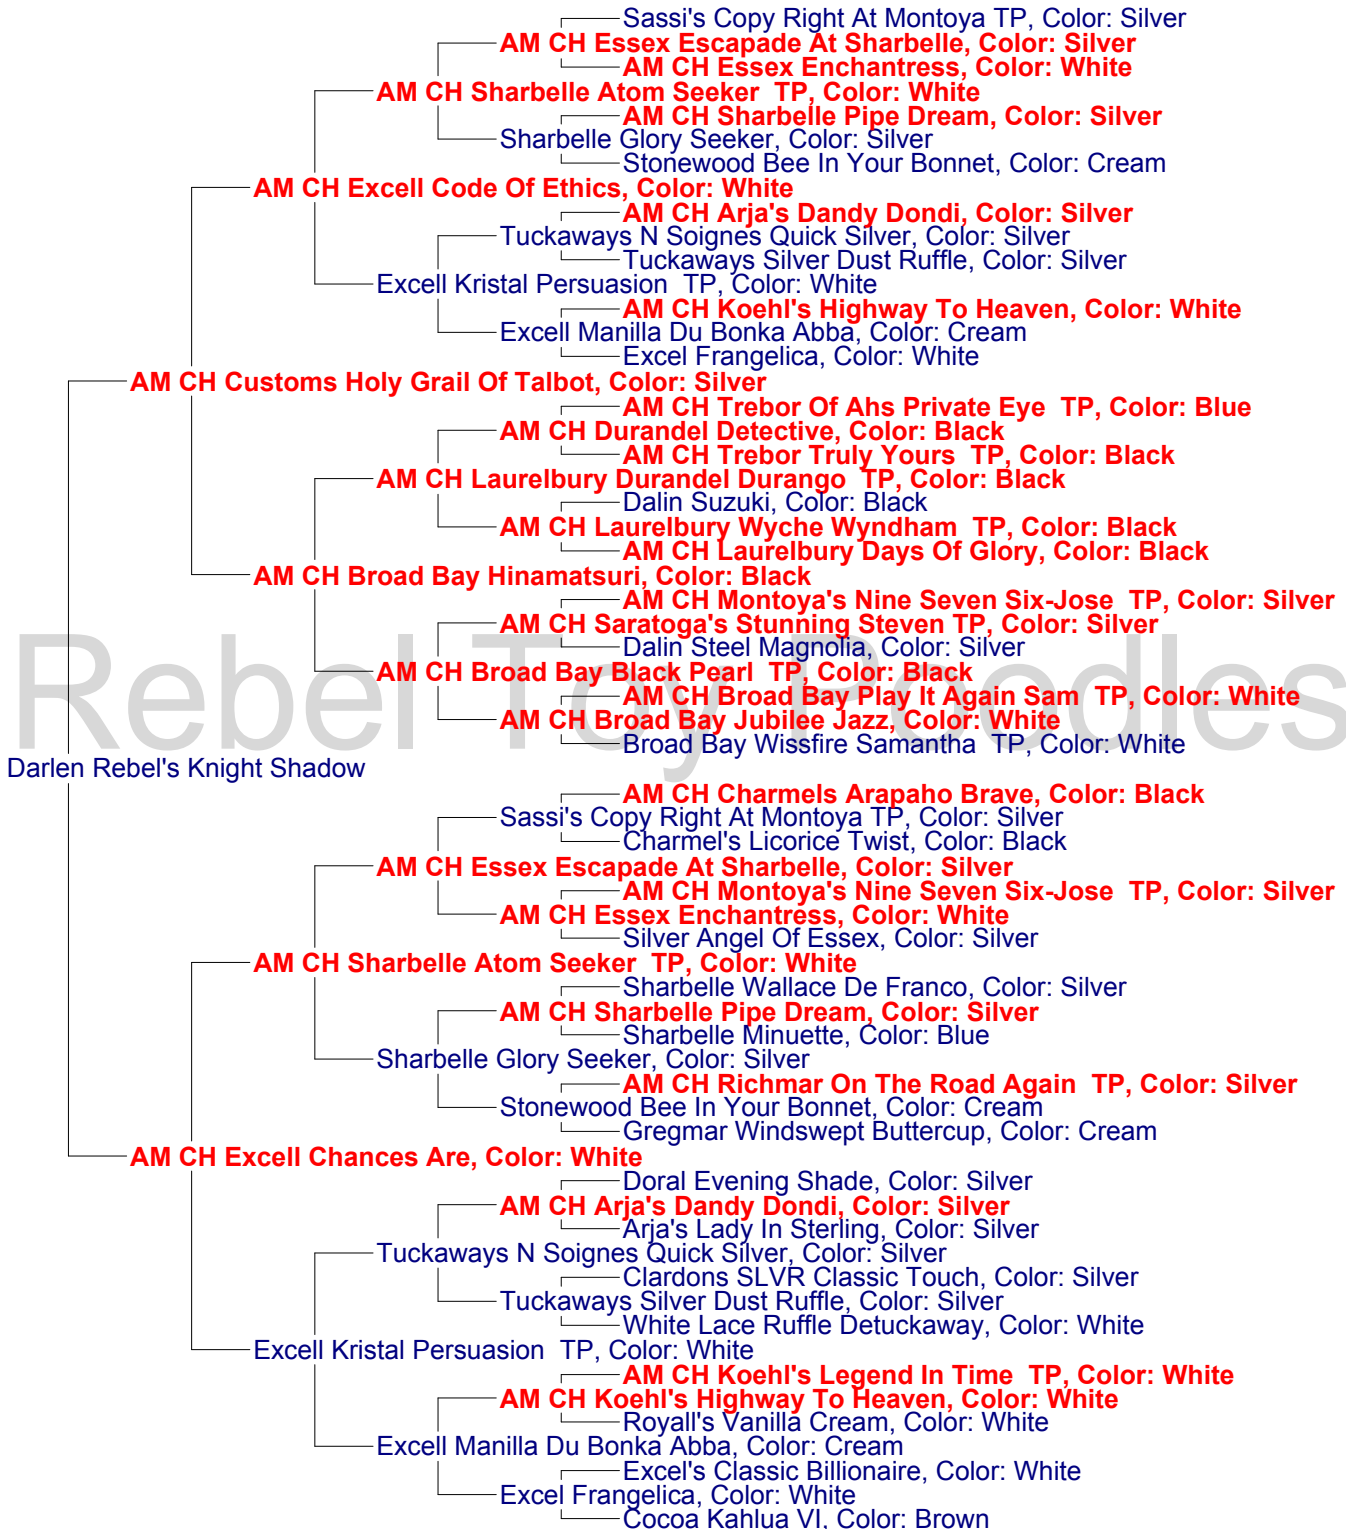 Sassi's Copy Right At Montoya TP, Color: Silver
AM CH Essex Escapade At Sharbelle, Color: Silver
AM CH Essex Enchantress, Color: White
AM CH Sharbelle Atom Seeker TP, Color: White
AM CH Sharbelle Pipe Dream, Color: Silver
Sharbelle Glory Seeker, Color: Silver
Stonewood Bee In Your Bonnet, Color: Cream
AM CH Excell Code Of Ethics, Color: White
AM CH Arja's Dandy Dondi, Color: Silver
Tuckaways N Soignes Quick Silver, Color: Silver
Tuckaways Silver Dust Ruffle, Color: Silver
Excell Kristal Persuasion TP, Color: White
AM CH Koehl's Highway To Heaven, Color: White
Excell Manilla Du Bonka Abba, Color: Cream
Excel Frangelica, Color: White
AM CH Customs Holy Grail Of Talbot, Color: Silver
AM CH Trebor Of Ahs Private Eye TP, Color: Blue
AM CH Durandel Detective, Color: Black
AM CH Trebor Truly Yours TP, Color: Black
AM CH Laurelbury Durandel Durango TP, Color: Black
Dalin Suzuki, Color: Black
AM CH Laurelbury Wyche Wyndham TP, Color: Black
AM CH Laurelbury Days Of Glory, Color: Black
AM CH Broad Bay Hinamatsuri, Color: Black
AM CH Montoya's Nine Seven Six-Jose TP, Color: Silver
AM CH Saratoga's Stunning Steven TP, Color: Silver
Dalin Steel Magnolia, Color: Silver
AM CH Broad Bay Black Pearl TP, Color: Black
AM CH Broad Bay Play It Again Sam TP, Color: White
Rebel Toy Poodles
AM CH Broad Bay Jubilee Jazz, Color: White
Broad Bay Wissfire Samantha TP, Color: White
Darlen Rebel's Knight Shadow
AM CH Charmels Arapaho Brave, Color: Black
Sassi's Copy Right At Montoya TP, Color: Silver
Charmel's Licorice Twist, Color: Black
AM CH Essex Escapade At Sharbelle, Color: Silver
AM CH Montoya's Nine Seven Six-Jose TP, Color: Silver
AM CH Essex Enchantress, Color: White
Silver Angel Of Essex, Color: Silver
AM CH Sharbelle Atom Seeker TP, Color: White
Sharbelle Wallace De Franco, Color: Silver
AM CH Sharbelle Pipe Dream, Color: Silver
Sharbelle Minuette, Color: Blue
Sharbelle Glory Seeker, Color: Silver
AM CH Richmar On The Road Again TP, Color: Silver
Stonewood Bee In Your Bonnet, Color: Cream
Gregmar Windswept Buttercup, Color: Cream
AM CH Excell Chances Are, Color: White
Doral Evening Shade, Color: Silver
AM CH Arja's Dandy Dondi, Color: Silver
Arja's Lady In Sterling, Color: Silver
Tuckaways N Soignes Quick Silver, Color: Silver
Clardons SLVR Classic Touch, Color: Silver
Tuckaways Silver Dust Ruffle, Color: Silver
White Lace Ruffle Detuckaway, Color: White
Excell Kristal Persuasion TP, Color: White
AM CH Koehl's Legend In Time TP, Color: White
AM CH Koehl's Highway To Heaven, Color: White
Royall's Vanilla Cream, Color: White
Excell Manilla Du Bonka Abba, Color: Cream
Excel's Classic Billionaire, Color: White
Excel Frangelica, Color: White
Cocoa Kahlua VI, Color: Brown